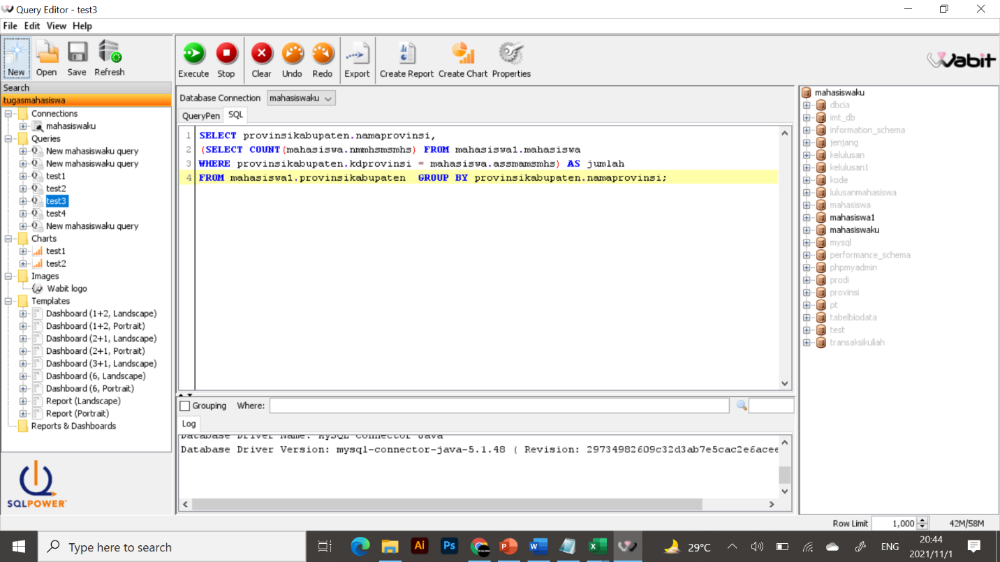 Query Editor - test3
File Edit View Help
New Open Save Refresh
Execute Stop Clear Undo Redo Export Create Report Create Chart Properties
Wabit
Search
tugasmahasiswa
Connections
mahasiswaku
Queries
New mahasiswaku query
New mahasiswaku query
test1
test2
test3
test4
New mahasiswaku query
Charts
test1
test2
Images
Wabit logo
Templates
Dashboard (1+2, Landscape)
Dashboard (1+2, Portrait)
Dashboard (2+1, Landscape)
Dashboard (2+1, Portrait)
Dashboard (3+1, Landscape)
Dashboard (6, Landscape)
Dashboard (6, Portrait)
Report (Landscape)
Report (Portrait)
Reports & Dashboards
SQLPOWER
Database Connection mahasiswaku
QueryPen SQL
1 SELECT provinsikabupaten.namaprovinsi,
2 (SELECT COUNT(mahasiswa.nmmhsmsmhs) FROM mahasiswa1.mahasiswa
3 WHERE provinsikabupaten.kdprovinsi = mahasiswa.assmamsmhs) AS jumlah
4 FROM mahasiswa1.provinsikabupaten GROUP BY provinsikabupaten.namaprovinsi;
Grouping Where:
Log
Database Driver Name: MySQL Connector Java
Database Driver Version: mysql-connector-java-5.1.48 ( Revision: 29734982609c32d3ab7e5cac2e6acee
mahasiswaku
dbcia
imt_db
information_schema
jenjang
kelulusan
kelulusan1
kode
lulusanmahasiswa
mahasiswa
mahasiswa1
mahasiswaku
mysql
performance_schema
phpmyadmin
prodi
provinsi
pt
tabelbiodata
test
transaksikuliah
Row Limit 1,000 42M/58M
Type here to search
Ai
Ps
29°C
ENG
20:44
2021/11/1